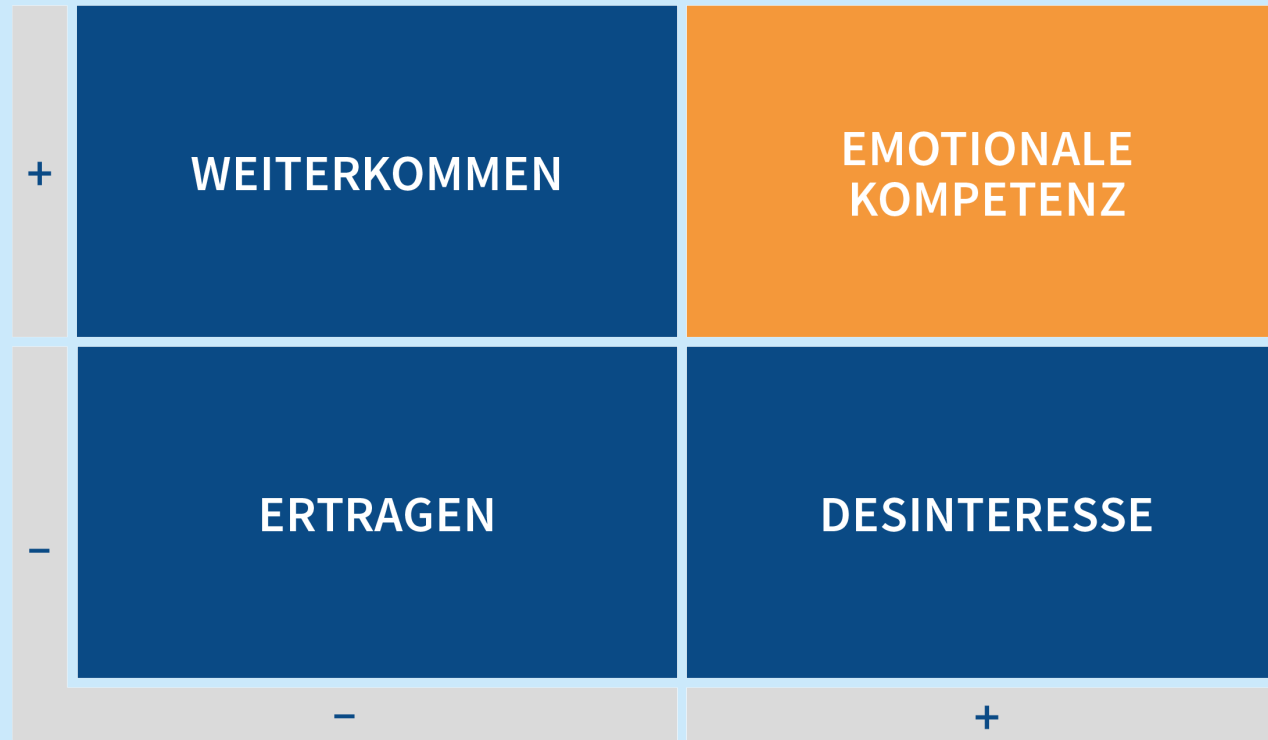 +
WEITERKOMMEN
EMOTIONALE
KOMPETENZ
−
ERTRAGEN
DESINTERESSE
−
+